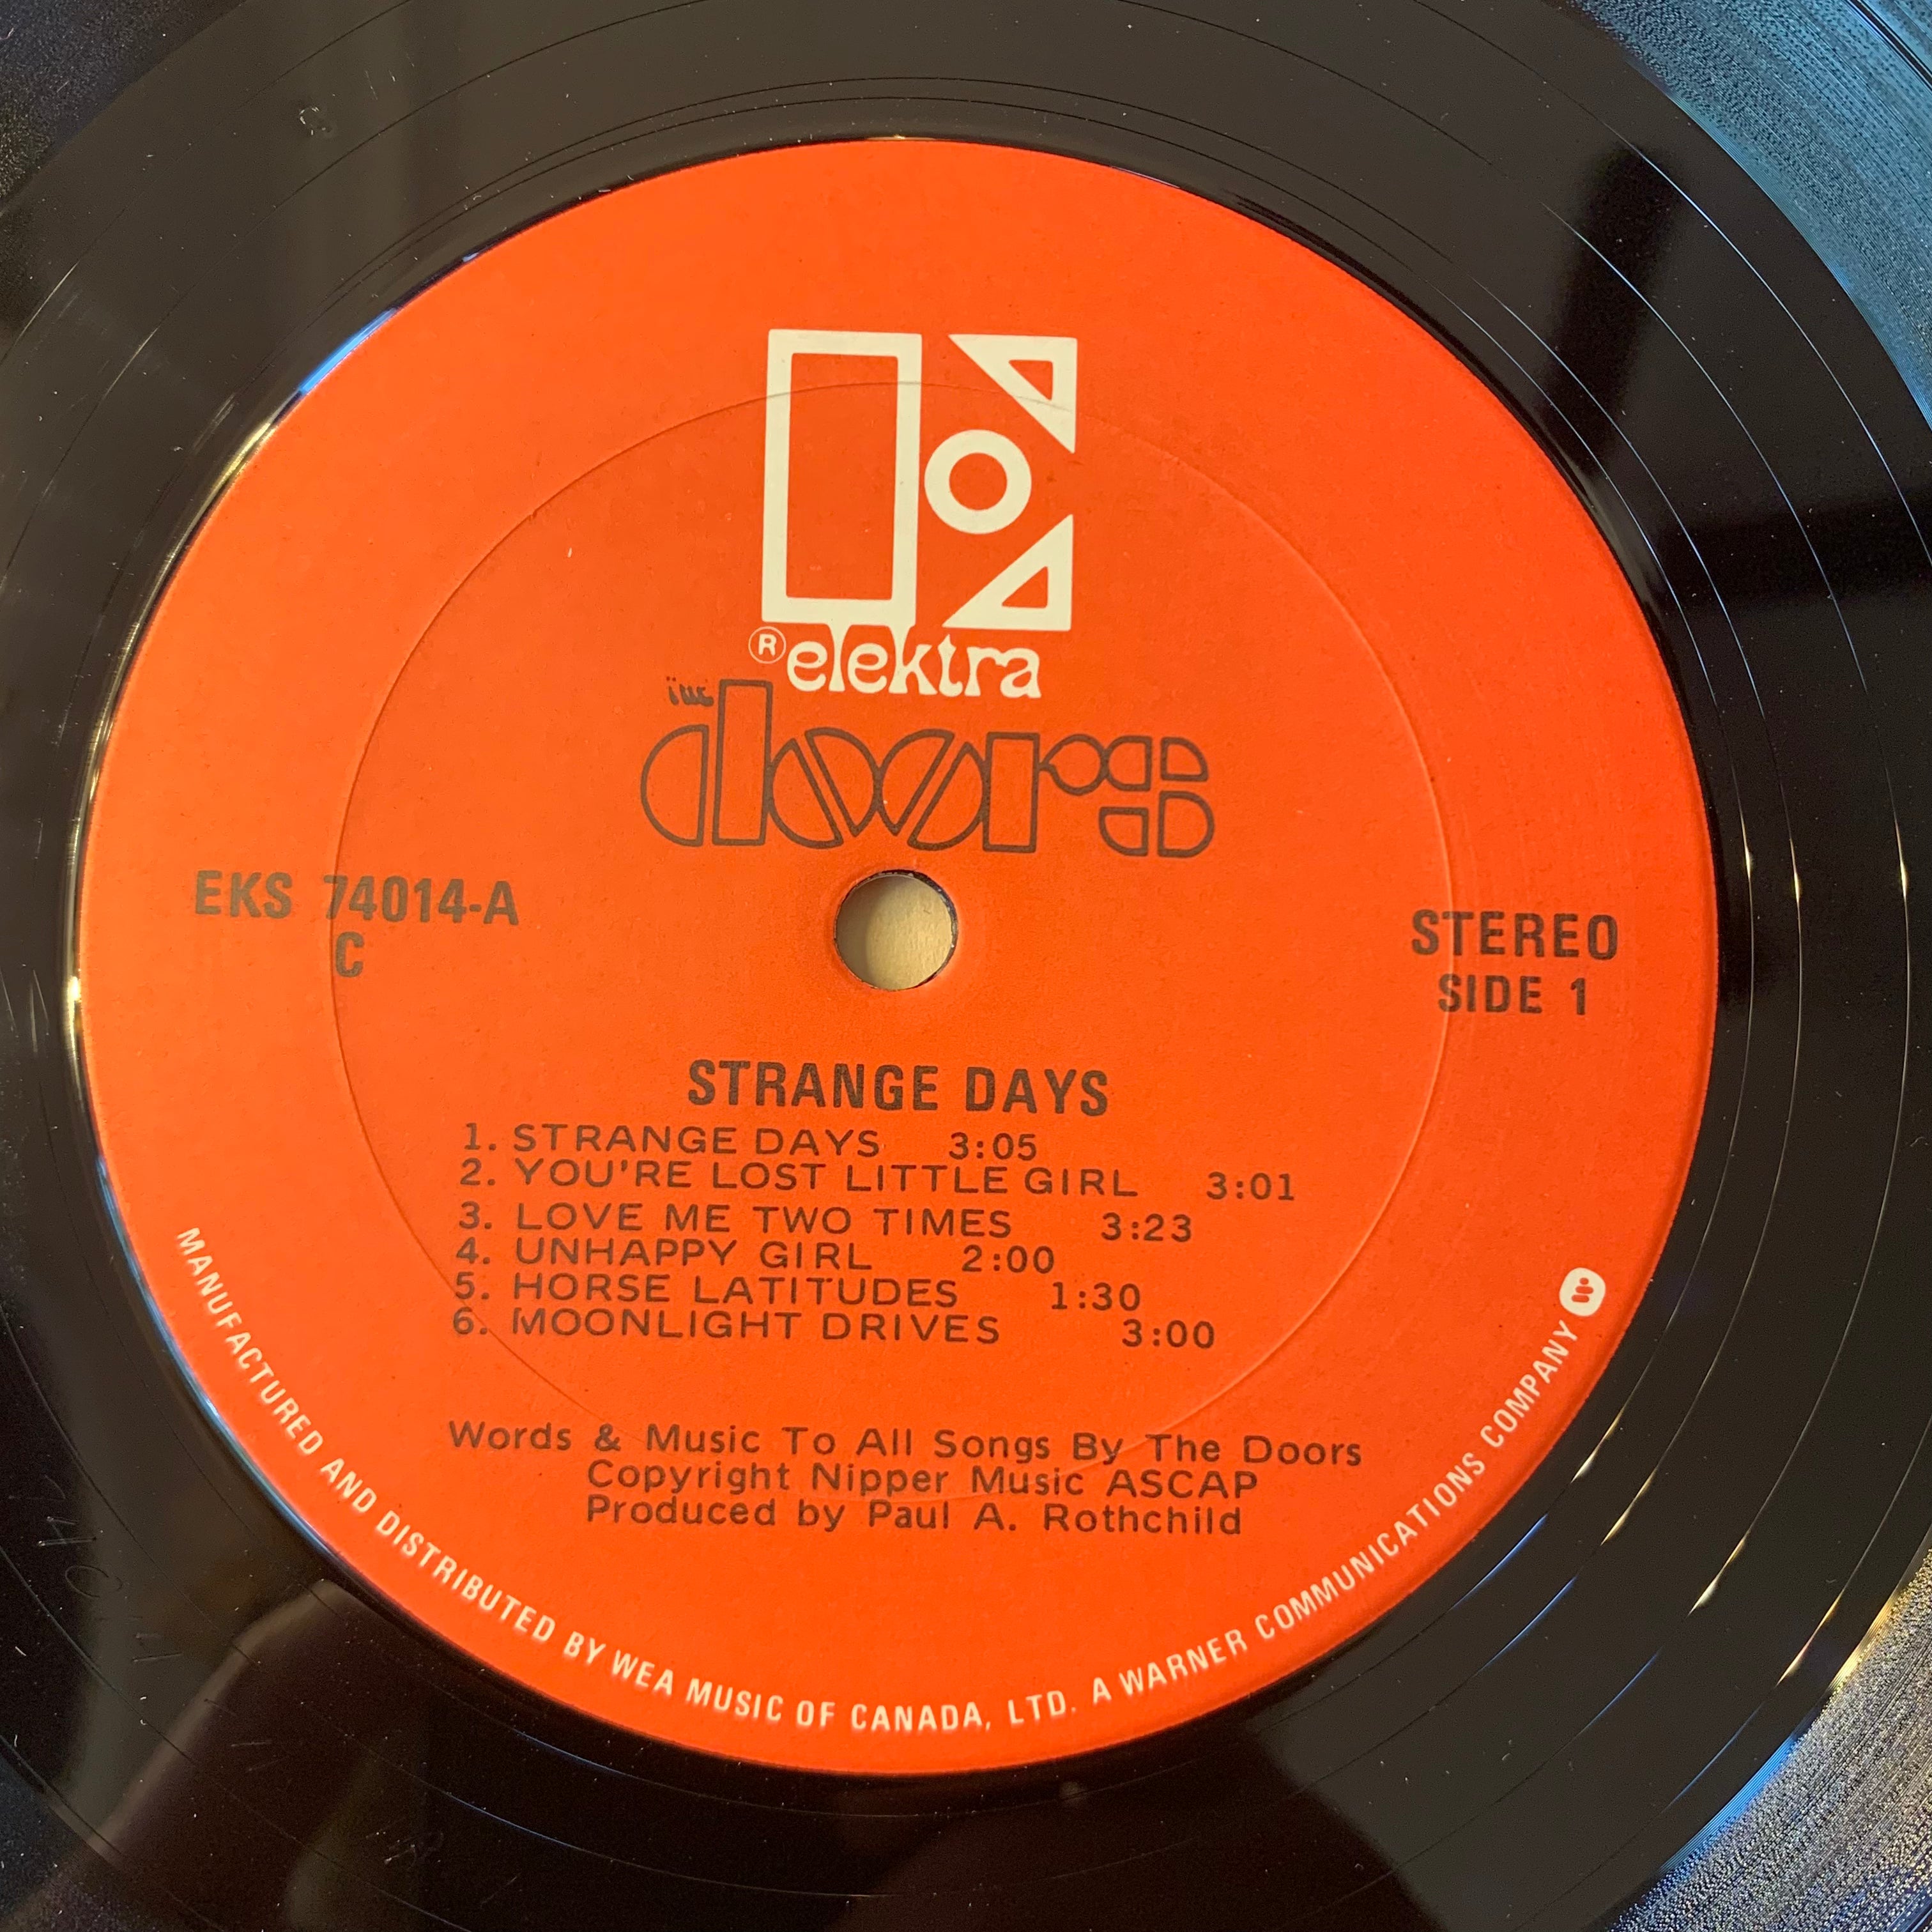 ® elektra
the doors
EKS 74014-A
C
STEREO
SIDE 1
STRANGE DAYS
1. STRANGE DAYS 3:05
2. YOU'RE LOST LITTLE GIRL 3:01
3. LOVE ME TWO TIMES 3:23
4. UNHAPPY GIRL 2:00
5. HORSE LATITUDES 1:30
6. MOONLIGHT DRIVES 3:00
Words & Music To All Songs By The Doors
Copyright Nipper Music ASCAP
Produced by Paul A. Rothchild
MANUFACTURED AND DISTRIBUTED BY WEA MUSIC OF CANADA, LTD. A WARNER COMMUNICATIONS COMPANY